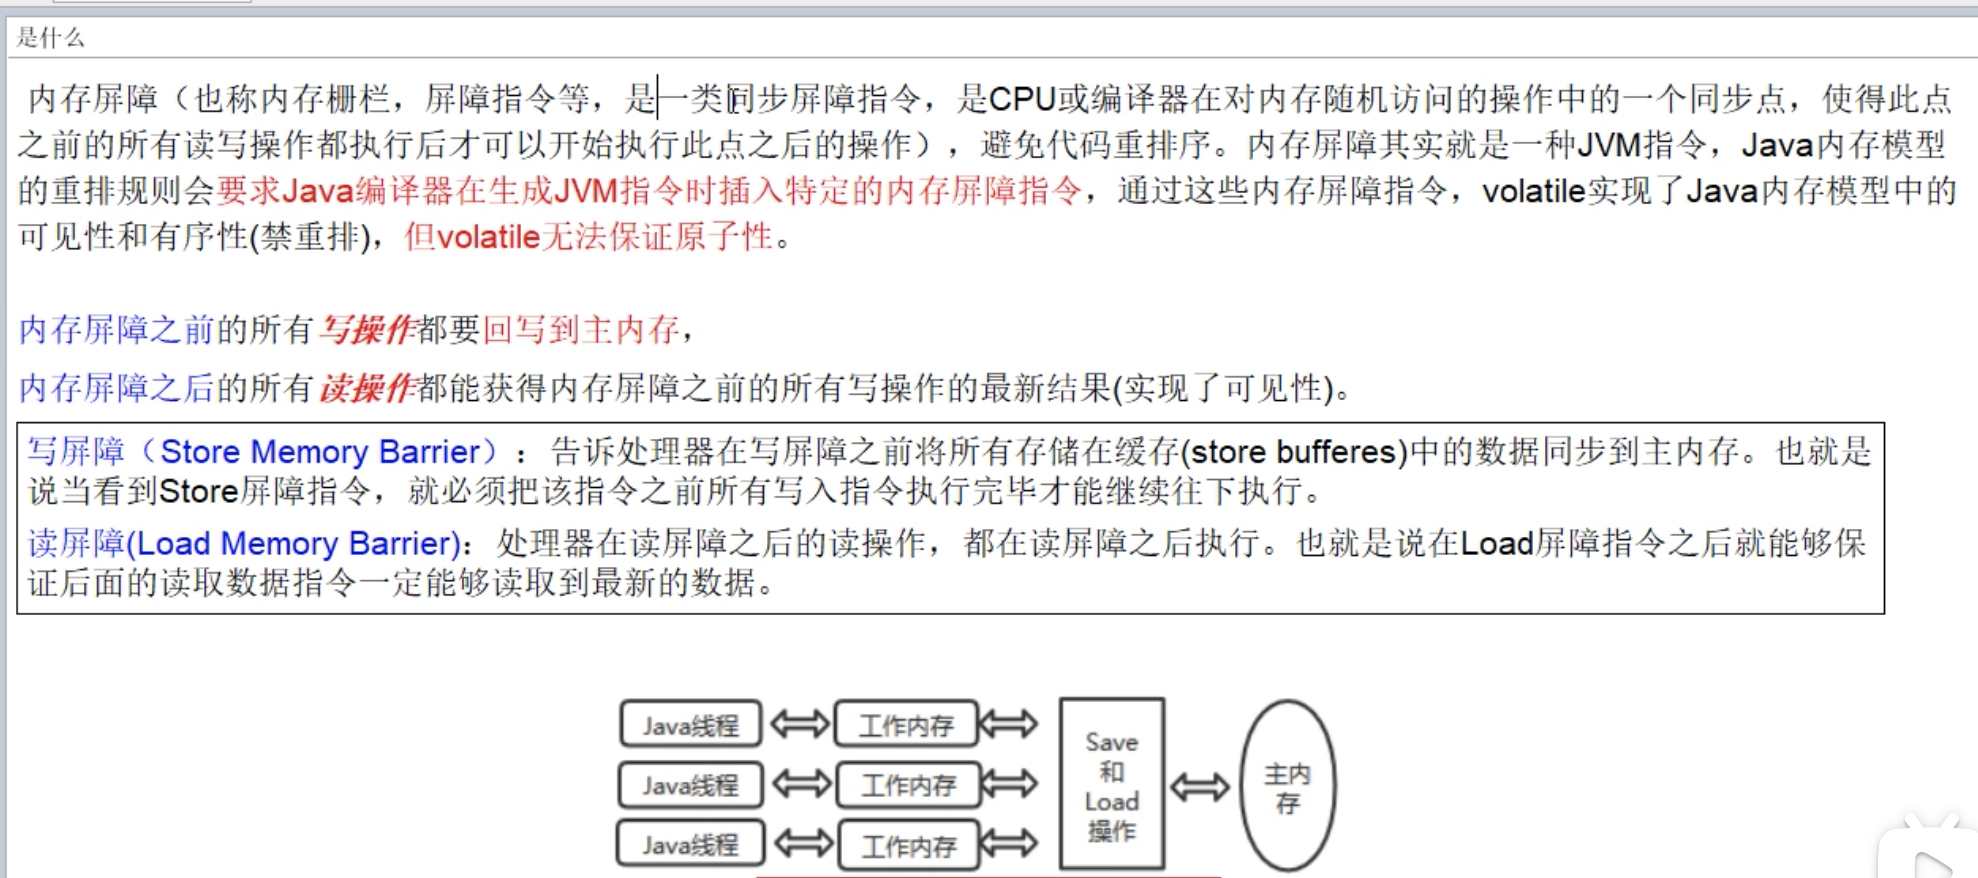 是什么
内存屏障（也称内存栅栏，屏障指令等，是一类同步屏障指令，是CPU或编译器在对内存随机访问的操作中的一个同步点，使得此点
之前的所有读写操作都执行后才可以开始执行此点之后的操作），避免代码重排序。内存屏障其实就是一种JVM指令，Java内存模型
的重排规则会要求Java编译器在生成JVM指令时插入特定的内存屏障指令，通过这些内存屏障指令，volatile实现了Java内存模型中的
可见性和有序性(禁重排)，但volatile无法保证原子性。
内存屏障之前的所有写操作都要回写到主内存，
内存屏障之后的所有读操作都能获得内存屏障之前的所有写操作的最新结果(实现了可见性)。
写屏障（Store Memory Barrier）：告诉处理器在写屏障之前将所有存储在缓存(store bufferes)中的数据同步到主内存。也就是
说当看到Store屏障指令，就必须把该指令之前所有写入指令执行完毕才能继续往下执行。
读屏障(Load Memory Barrier)：处理器在读屏障之后的读操作，都在读屏障之后执行。也就是说在Load屏障指令之后就能够保
证后面的读取数据指令一定能够读取到最新的数据。
Java线程 工作内存
Java线程 工作内存
Java线程 工作内存
Save
和
Load
操作
主内
存